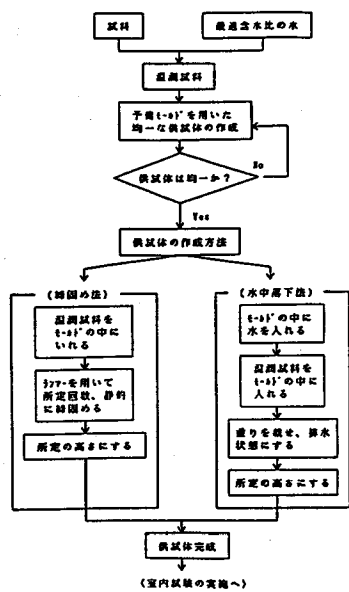 試料
最適含水比の水
湿潤試料
予備ﾓｰﾙﾄﾞを用いた
均一な供試体の作成
No
供試体は均一か？
Yes
供試体の作成方法
(締固め法)
湿潤試料を
ﾓｰﾙﾄﾞの中に
いれる
ﾗﾝﾏｰを用いて
所定回数、静的
に締固める
所定の高さにする
(水中落下法)
ﾓｰﾙﾄﾞの中に
水を入れる
湿潤試料を
ﾓｰﾙﾄﾞの中に
入れる
重りを載せ、排水
状態にする
所定の高さにする
供試体完成
(室内試験の実施へ)